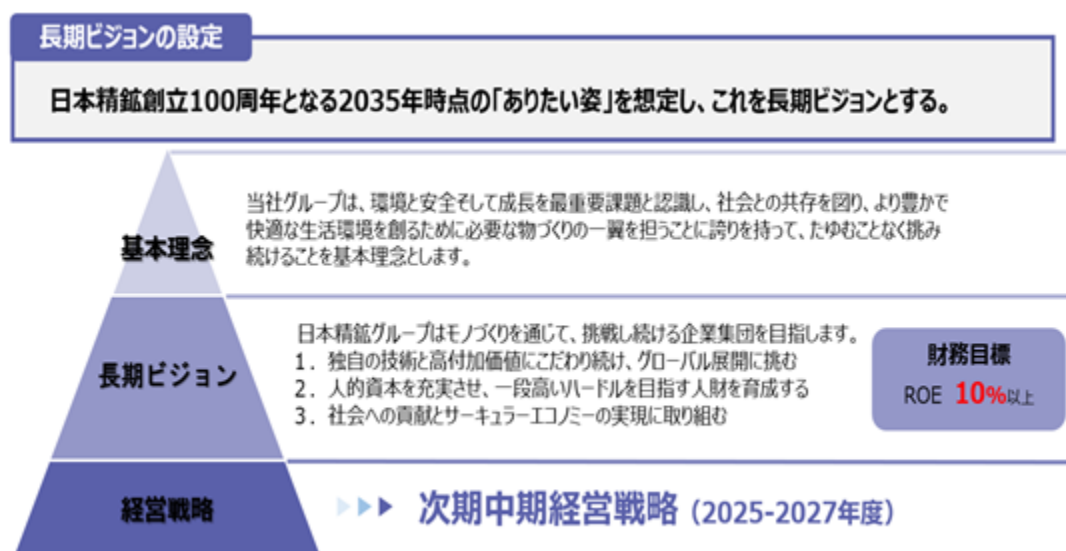 長期ビジョンの設定
日本精鉱創立100周年となる2035年時点の「ありたい姿」を想定し、これを長期ビジョンとする。
当社グループは、環境と安全そして成長を最重要課題と認識し、社会との共存を図り、より豊かで
快適な生活環境を創るために必要な物づくりの一翼を担うことに誇りを持って、たゆむことなく挑み
続けることを基本理念とします。
基本理念
日本精鉱グループはモノづくりを通じて、挑戦し続ける企業集団を目指します。
1. 独自の技術と高付加価値にこだわり続け、グローバル展開に挑む
2. 人的資本を充実させ、一段高いハードルを目指す人財を育成する
3. 社会への貢献とサーキュラーエコノミーの実現に取り組む
長期ビジョン
財務目標
ROE 10%以上
経営戦略
次期中期経営戦略 (2025-2027年度)